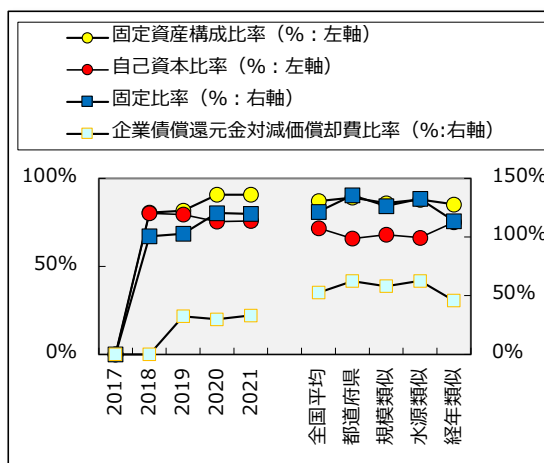 固定資産構成比率（%：左軸）
自己資本比率（%：左軸）
固定比率（%：右軸）
企業債償還元金対減価償却費比率（%:右軸）
100%
50%
0%
150%
100%
50%
0%
2017
2018
2019
2020
2021
全国平均
都道府県
規模類似
水源類似
経年類似